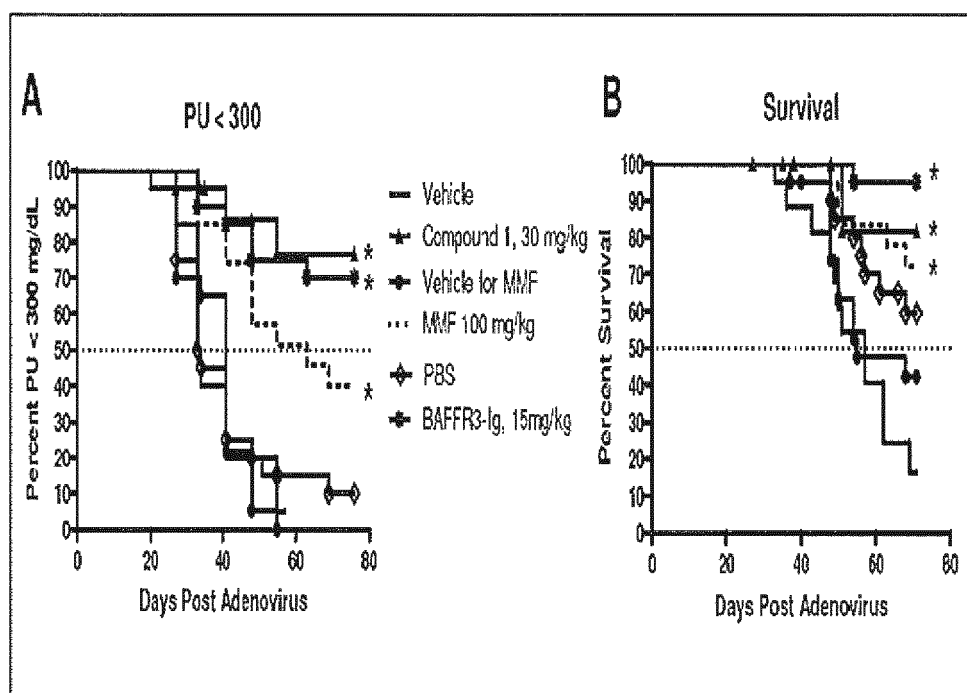 A
PU < 300
Percent PU < 300 mg/dL
100
90
80
70
60
50
40
30
20
10
0
0 20 40 60 80
Days Post Adenovirus
*
*
*
Vehicle
Compound 1, 30 mg/kg
Vehicle for MMF
MMF 100 mg/kg
PBS
BAFFR3-Ig, 15mg/kg
B
Survival
Percent Survival
100
90
80
70
60
50
40
30
20
10
0
0 20 40 60 80
Days Post Adenovirus
*
*
*